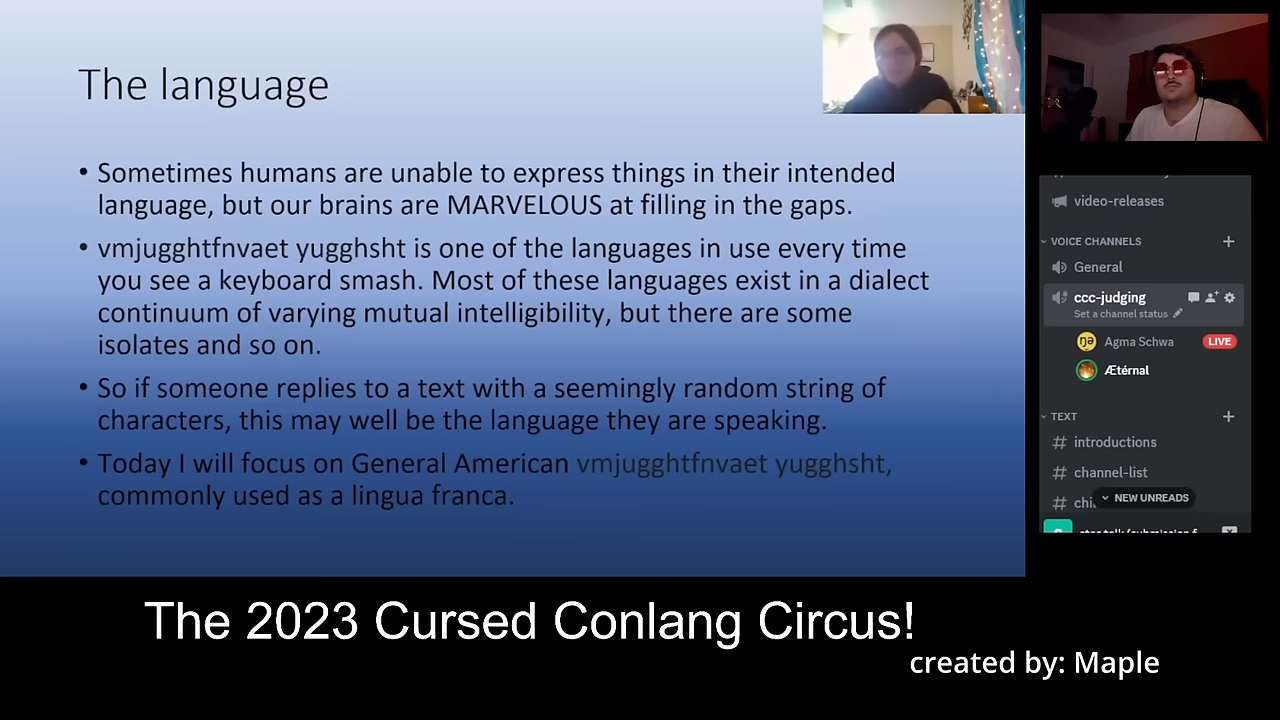 The language
• Sometimes humans are unable to express things in their intended
language, but our brains are MARVELOUS at filling in the gaps.
• vmjugghtfnvaet yugghsht is one of the languages in use every time
you see a keyboard smash. Most of these languages exist in a dialect
continuum of varying mutual intelligibility, but there are some
isolates and so on.
• So if someone replies to a text with a seemingly random string of
characters, this may well be the language they are speaking.
• Today I will focus on General American vmjugghtfnvaet yugghsht,
commonly used as a lingua franca.
video-releases
VOICE CHANNELS
General
ccc-judging
Set a channel status
ŋə Agma Schwa LIVE
Ætérnal
TEXT
# introductions
# channel-list
#
NEW UNREADS
The 2023 Cursed Conlang Circus!
created by: Maple